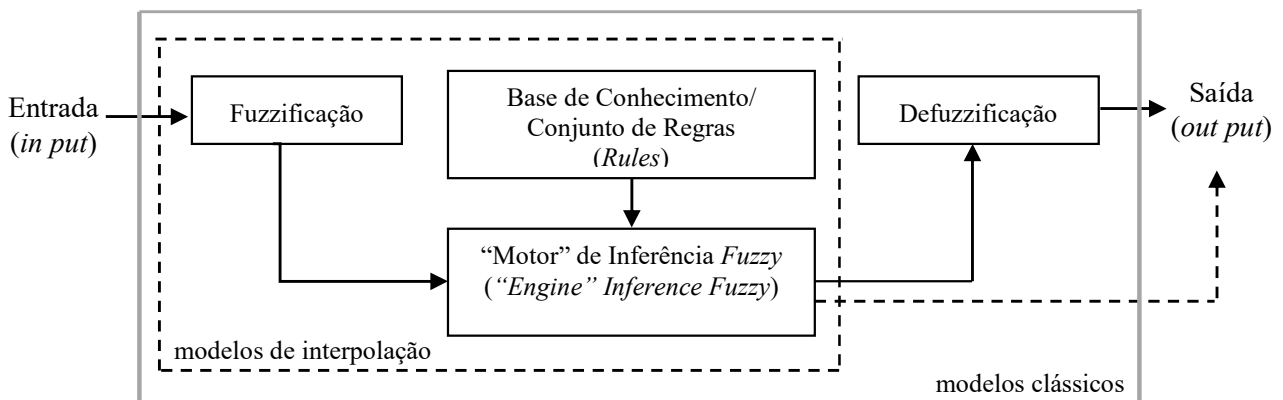 Entrada
(in put)
Fuzzificação
Base de Conhecimento/
Conjunto de Regras
(Rules)
Defuzzificação
Saída
(out put)
“Motor” de Inferência Fuzzy
(“Engine” Inference Fuzzy)
modelos de interpolação
modelos clássicos